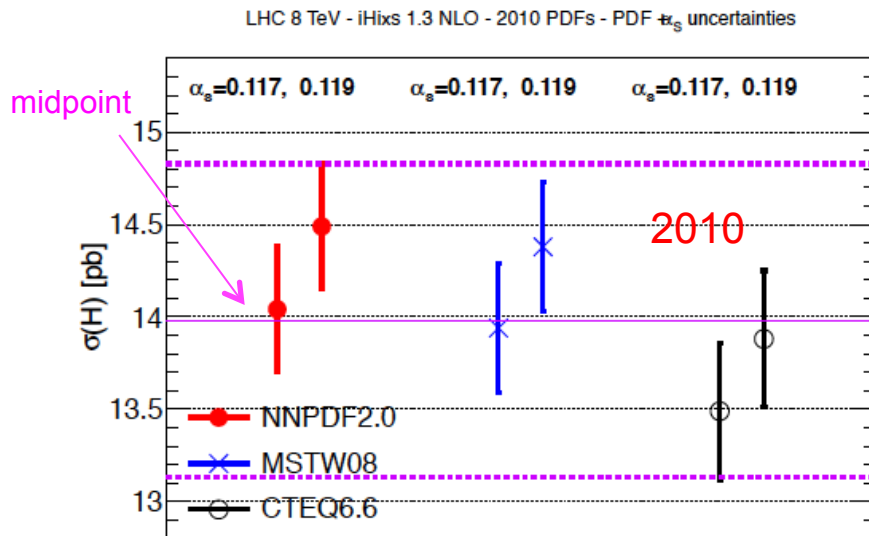 LHC 8 TeV - iHixs 1.3 NLO - 2010 PDFs - PDF +αS uncertainties
αs=0.117, 0.119 αs=0.117, 0.119 αs=0.117, 0.119
midpoint
15
14.5
2010
14
13.5
13
σ(H) [pb]
NNPDF2.0
MSTW08
CTEQ6.6